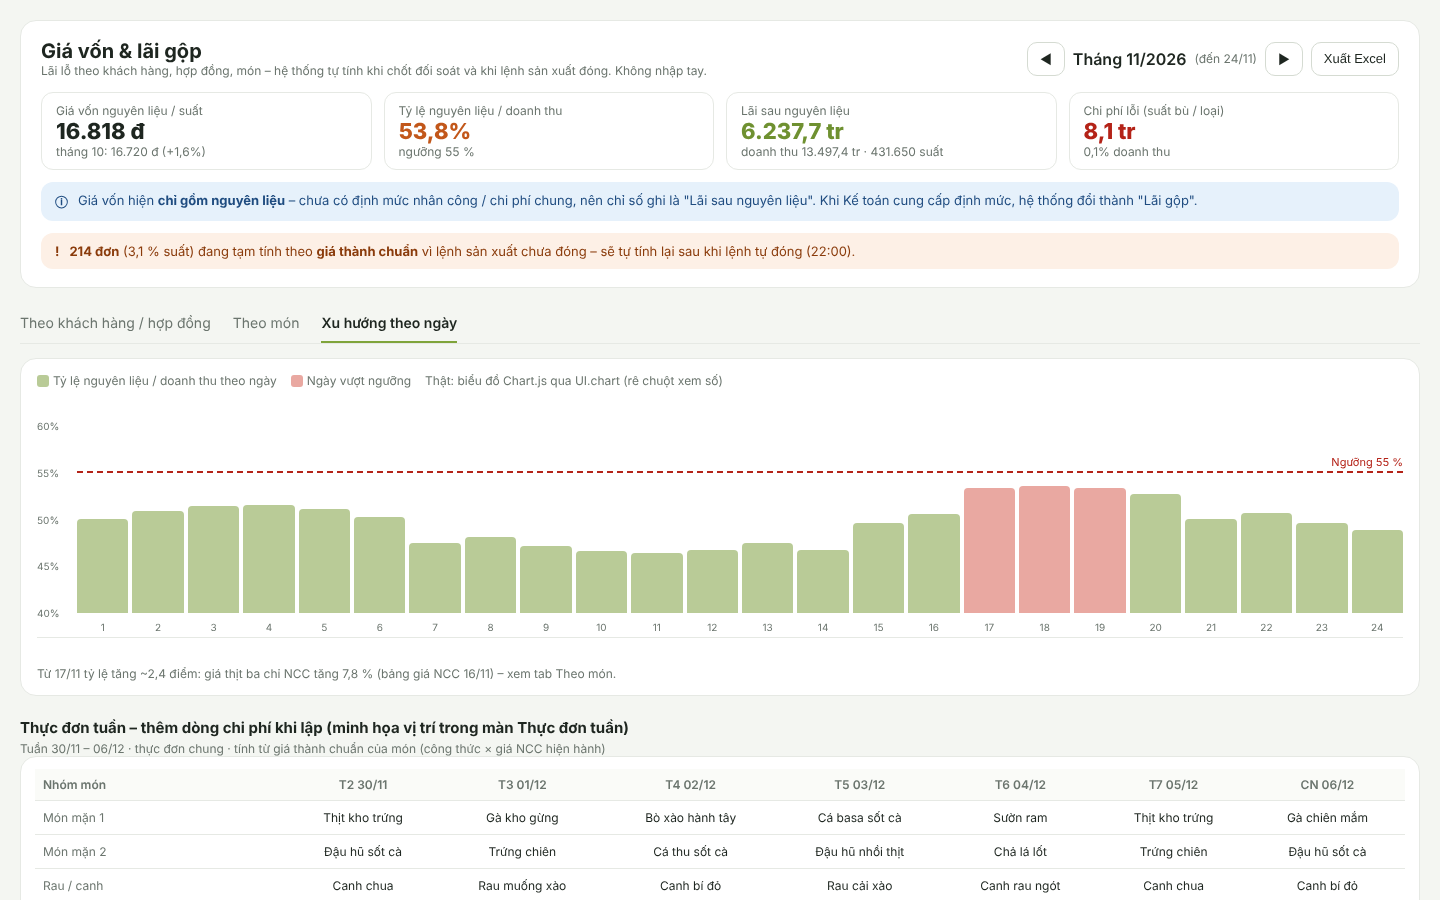 Giá vốn & lãi gộp
Lãi lỗ theo khách hàng, hợp đồng, món – hệ thống tự tính khi chốt đối soát và khi lệnh sản xuất đóng. Không nhập tay.
◀ Tháng 11/2026 (đến 24/11) ▶ Xuất Excel
Giá vốn nguyên liệu / suất
16.818 đ
tháng 10: 16.720 đ (+1,6%)
Tỷ lệ nguyên liệu / doanh thu
53,8%
ngưỡng 55 %
Lãi sau nguyên liệu
6.237,7 tr
doanh thu 13.497,4 tr · 431.650 suất
Chi phí lỗi (suất bù / loại)
8,1 tr
0,1% doanh thu
Giá vốn hiện chỉ gồm nguyên liệu – chưa có định mức nhân công / chi phí chung, nên chỉ số ghi là "Lãi sau nguyên liệu". Khi Kế toán cung cấp định mức, hệ thống đổi thành "Lãi gộp".
! 214 đơn (3,1 % suất) đang tạm tính theo giá thành chuẩn vì lệnh sản xuất chưa đóng – sẽ tự tính lại sau khi lệnh tự đóng (22:00).
Theo khách hàng / hợp đồng Theo món Xu hướng theo ngày
Tỷ lệ nguyên liệu / doanh thu theo ngày Ngày vượt ngưỡng Thật: biểu đồ Chart.js qua UI.chart (rê chuột xem số)
60%
Ngưỡng 55 %
55%
50%
45%
40%
1 2 3 4 5 6 7 8 9 10 11 12 13 14 15 16 17 18 19 20 21 22 23 24
Từ 17/11 tỷ lệ tăng ~2,4 điểm: giá thịt ba chỉ NCC tăng 7,8 % (bảng giá NCC 16/11) – xem tab Theo món.
Thực đơn tuần – thêm dòng chi phí khi lập (minh họa vị trí trong màn Thực đơn tuần)
Tuần 30/11 – 06/12 · thực đơn chung · tính từ giá thành chuẩn của món (công thức × giá NCC hiện hành)
Nhóm món T2 30/11 T3 01/12 T4 02/12 T5 03/12 T6 04/12 T7 05/12 CN 06/12
Món mặn 1 Thịt kho trứng Gà kho gừng Bò xào hành tây Cá basa sốt cà Sườn ram Thịt kho trứng Gà chiên mắm
Món mặn 2 Đậu hũ sốt cà Trứng chiên Cá thu sốt cà Đậu hũ nhồi thịt Chả lá lốt Trứng chiên Đậu hũ sốt cà
Rau / canh Canh chua Rau muống xào Canh bí đỏ Rau cải xào Canh rau ngót Canh chua Canh bí đỏ